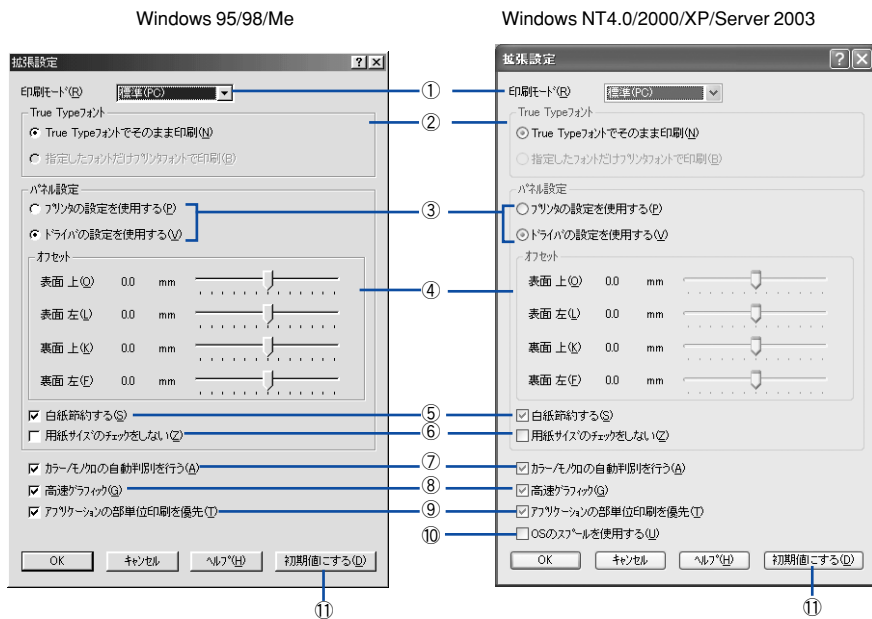 Windows 95/98/Me
Windows NT4.0/2000/XP/Server 2003
拡張設定
印刷モード(R)
標準(PC)
True Typeフォント
True Typeフォントでそのまま印刷(N)
指定したフォントだけプリンタフォントで印刷(B)
パネル設定
プリンタの設定を使用する(P)
ドライバの設定を使用する(V)
オフセット
表面 上(O) 0.0 mm
表面 左(L) 0.0 mm
裏面 上(K) 0.0 mm
裏面 左(F) 0.0 mm
白紙節約する(S)
用紙サイズのチェックをしない(Z)
カラー/モノクロの自動判別を行う(A)
高速グラフィック(G)
アプリケーションの部単位印刷を優先(T)
OK キャンセル ヘルプ(H) 初期値にする(D)
①
②
③
④
⑤
⑥
⑦
⑧
⑨
⑩
拡張設定
印刷モード(R)
標準(PC)
True Typeフォント
True Typeフォントでそのまま印刷(N)
指定したフォントだけプリンタフォントで印刷(B)
パネル設定
プリンタの設定を使用する(P)
ドライバの設定を使用する(V)
オフセット
表面 上(O) 0.0 mm
表面 左(L) 0.0 mm
裏面 上(K) 0.0 mm
裏面 左(F) 0.0 mm
白紙節約する(S)
用紙サイズのチェックをしない(Z)
カラー/モノクロの自動判別を行う(A)
高速グラフィック(G)
アプリケーションの部単位印刷を優先(T)
OSのスプールを使用する(U)
OK キャンセル ヘルプ(H) 初期値にする(D)
⑪
⑪